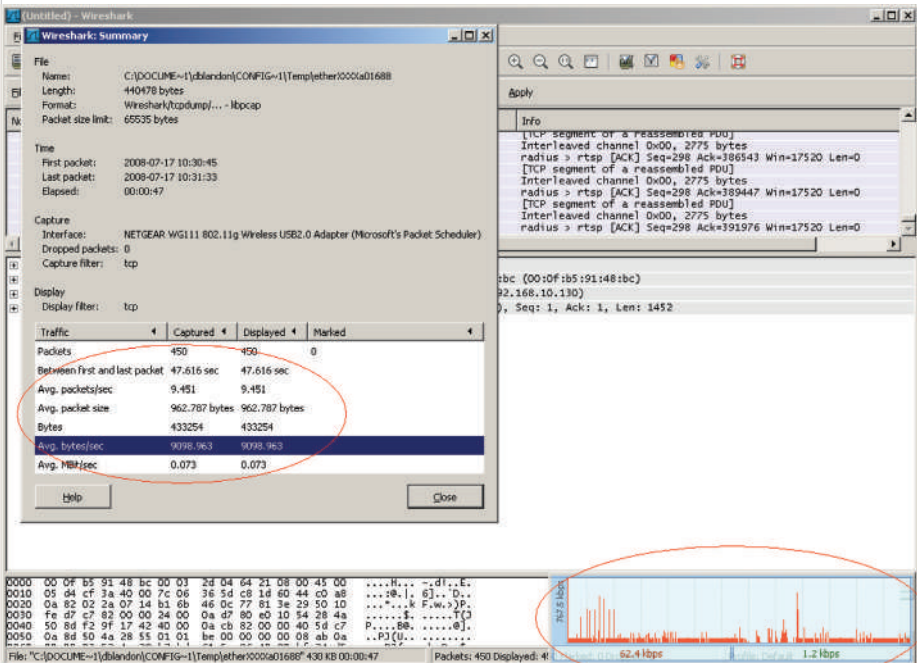 (Untitled) - Wireshark
Wireshark: Summary
File
Name: C:\DOCUME~1\dblandon\CONFIG~1\Temp\etherXXXXa01688
Length: 440478 bytes
Format: Wireshark/tcpdump/... - libpcap
Packet size limit: 65535 bytes
Time
First packet: 2008-07-17 10:30:45
Last packet: 2008-07-17 10:31:33
Elapsed: 00:00:47
Capture
Interface: NETGEAR WG111 802.11g Wireless USB2.0 Adapter (Microsoft's Packet Scheduler)
Dropped packets: 0
Capture filter: tcp
Display
Display filter: tcp
Traffic Captured Displayed Marked
Packets 450 450 0
Between first and last packet 47.616 sec 47.616 sec
Avg. packets/sec 9.451 9.451
Avg. packet size 962.787 bytes 962.787 bytes
Bytes 433254 433254
Avg. bytes/sec 9098.963 9098.963
Avg. MBit/sec 0.073 0.073
Help Close
Apply
Info
[TCP segment of a reassembled PDU]
Interleaved channel 0x00, 2775 bytes
radius > rtsp [ACK] Seq=298 Ack=386543 Win=17520 Len=0
[TCP segment of a reassembled PDU]
Interleaved channel 0x00, 2775 bytes
radius > rtsp [ACK] Seq=298 Ack=389447 Win=17520 Len=0
[TCP segment of a reassembled PDU]
Interleaved channel 0x00, 2775 bytes
radius > rtsp [ACK] Seq=298 Ack=391976 Win=17520 Len=0
:bc (00:0f:b5:91:48:bc)
92.168.10.130)
), Seq: 1, Ack: 1, Len: 1452
0000 00 0f b5 91 48 bc 00 03 2d 04 64 21 08 00 45 00 ....H... -.d!..E.
0010 05 d4 cf 3a 40 00 7c 06 36 5d c8 1d 60 44 c0 a8 ...:@.|. 6]..`D..
0020 0a 82 02 2a 07 14 b1 6b 46 0c 77 81 3e 29 50 10 ...*...k F.w.>)P.
0030 fe d7 c7 82 00 00 24 00 0a d7 80 e0 10 54 28 4a ......$. .....T(J
0040 50 8d f2 9f 17 42 40 00 0a cb 82 00 00 40 5d c7 P....B@. .....@].
0050 0a 8d 50 4a 28 55 01 01 be 00 00 00 00 08 ab 0a ..PJ(U.. ........
767.5 kbps
62.4 kbps 1.2 kbps
File: "C:\DOCUME~1\dblandon\CONFIG~1\Temp\etherXXXXa01688" 430 KB 00:00:47
Packets: 450 Displayed:
Profile: Default